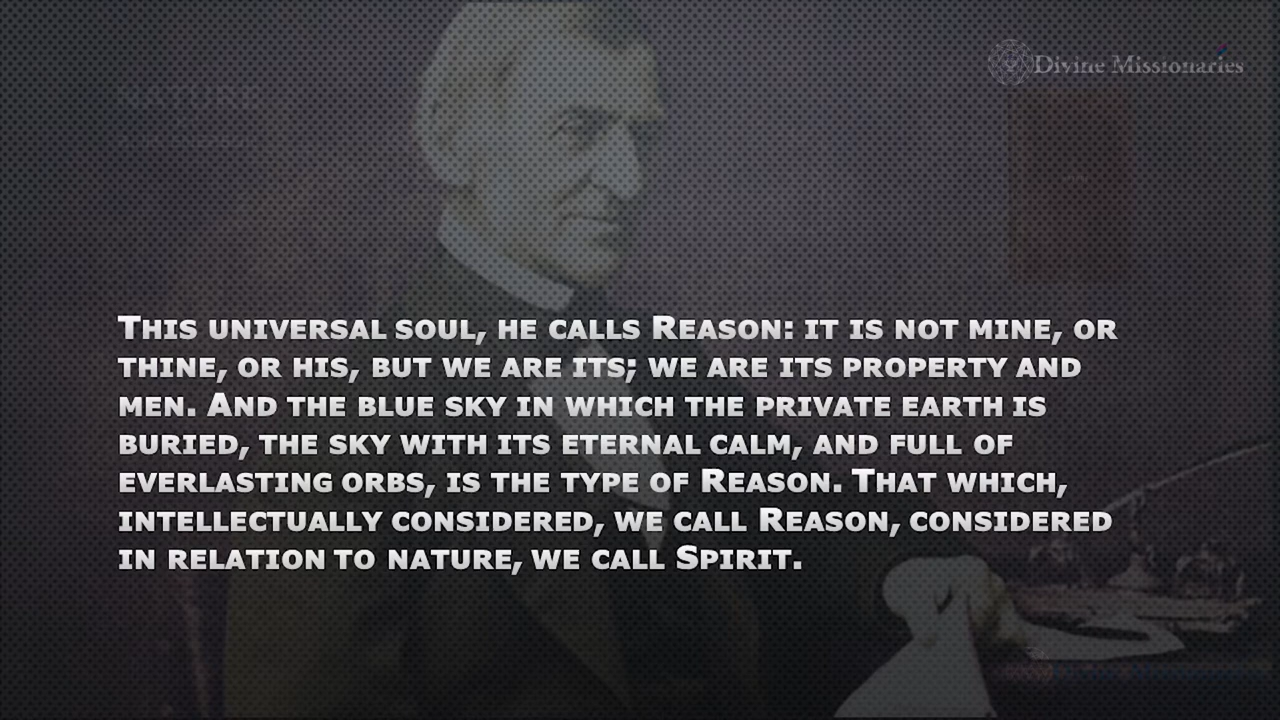 Divine Missionaries
NATURE
THIS UNIVERSAL SOUL, HE CALLS REASON: IT IS NOT MINE, OR
THINE, OR HIS, BUT WE ARE ITS; WE ARE ITS PROPERTY AND
MEN. AND THE BLUE SKY IN WHICH THE PRIVATE EARTH IS
BURIED, THE SKY WITH ITS ETERNAL CALM, AND FULL OF
EVERLASTING ORBS, IS THE TYPE OF REASON. THAT WHICH,
INTELLECTUALLY CONSIDERED, WE CALL REASON, CONSIDERED
IN RELATION TO NATURE, WE CALL SPIRIT.